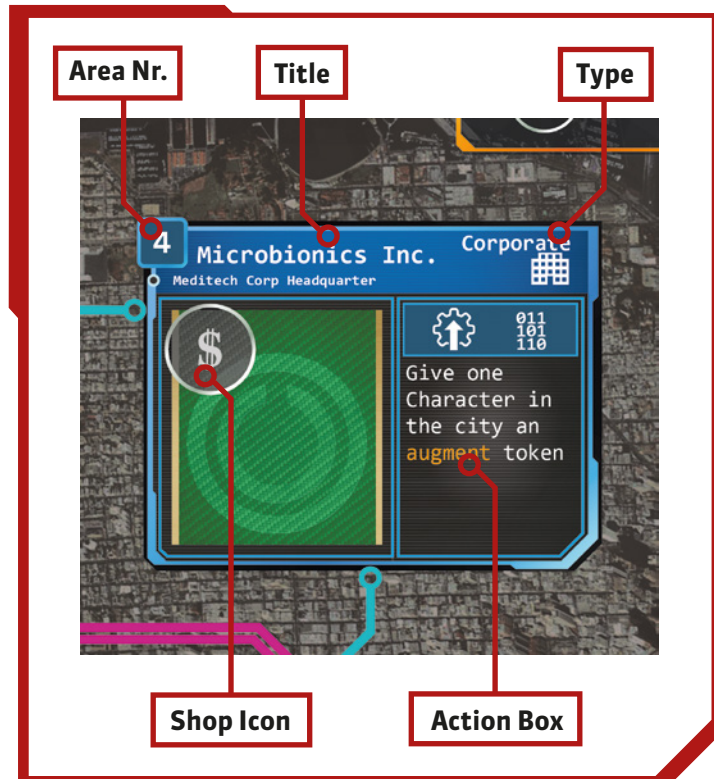 Area Nr.
Title
Type
4
Microbionics Inc.
Corporate
Meditech Corp Headquarter
$
011
101
110
Give one
Character in
the city an
augment token
Shop Icon
Action Box